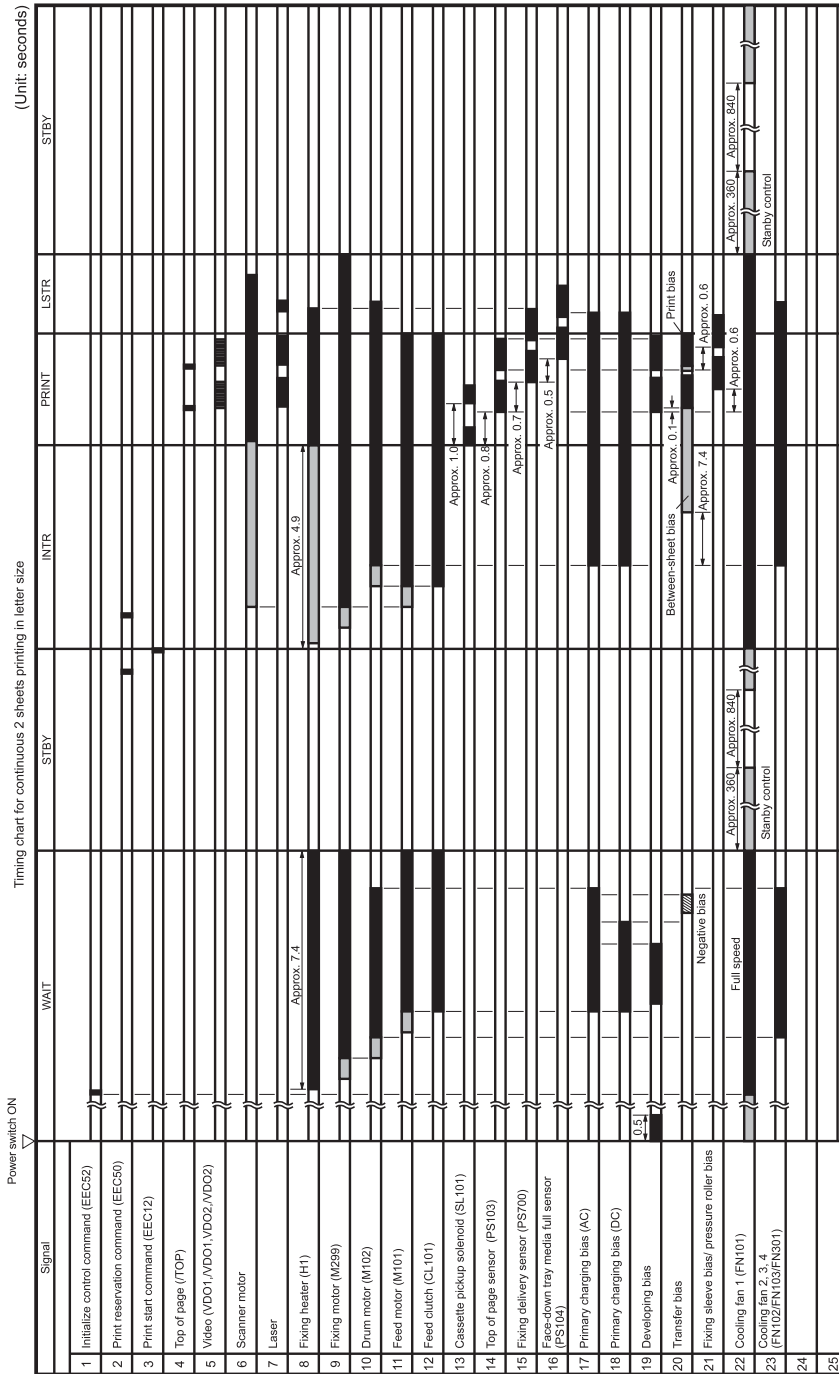 Timing chart for continuous 2 sheets printing in letter size
(Unit: seconds)
Power switch ON
Signal
WAIT
STBY
INTR
PRINT
LSTR
STBY
1 Initialize control command (EEC52)
2 Print reservation command (EEC50)
3 Print start command (EEC12)
4 Top of page (/TOP)
5 Video (VDO1,/VDO1,VDO2,/VDO2)
6 Scanner motor
7 Laser
8 Fixing heater (H1)
Approx. 7.4
Approx. 4.9
9 Fixing motor (M299)
10 Drum motor (M102)
11 Feed motor (M101)
12 Feed clutch (CL101)
13 Cassette pickup solenoid (SL101)
Approx. 1.0
14 Top of page sensor (PS103)
Approx. 0.8
15 Fixing delivery sensor (PS700)
Approx. 0.7
16 Face-down tray media full sensor
(PS104)
Approx. 0.5
17 Primary charging bias (AC)
18 Primary charging bias (DC)
19 Developing bias
0.5
20 Transfer bias
Between-sheet bias
Approx. 0.1
Print bias
21 Fixing sleeve bias/ pressure roller bias
Negative bias
Approx. 7.4
Approx. 0.6
22 Cooling fan 1 (FN101)
Full speed
Approx. 360
Approx. 840
Approx. 0.6
Approx. 360
Approx. 840
23 Cooling fan 2, 3, 4
(FN102/FN103/FN301)
Stanby control
Stanby control
24
25